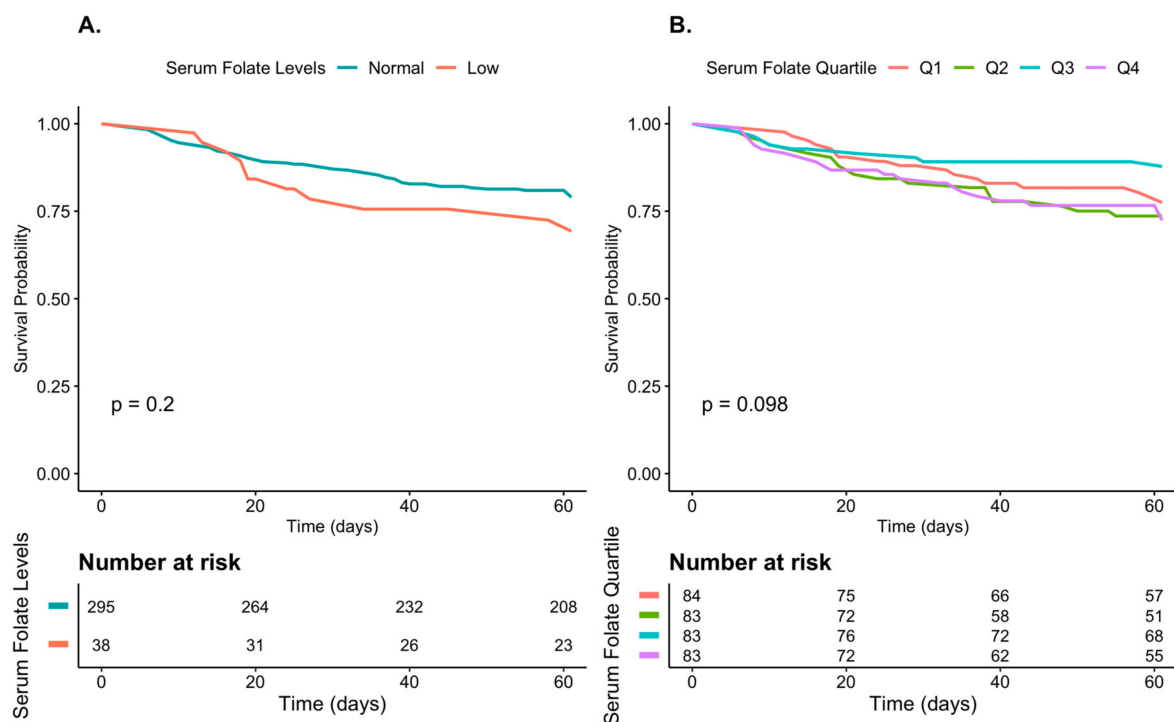 A.
Serum Folate Levels Normal Low
Survival Probability
1.00
0.75
0.50
0.25
0.00
p = 0.2
0 20 40 60
Time (days)
Number at risk
Serum Folate Levels
295 264 232 208
38 31 26 23
0 20 40 60
Time (days)
B.
Serum Folate Quartile Q1 Q2 Q3 Q4
Survival Probability
1.00
0.75
0.50
0.25
0.00
p = 0.098
0 20 40 60
Time (days)
Number at risk
Serum Folate Quartile
84 75 66 57
83 72 58 51
83 76 72 68
83 72 62 55
0 20 40 60
Time (days)